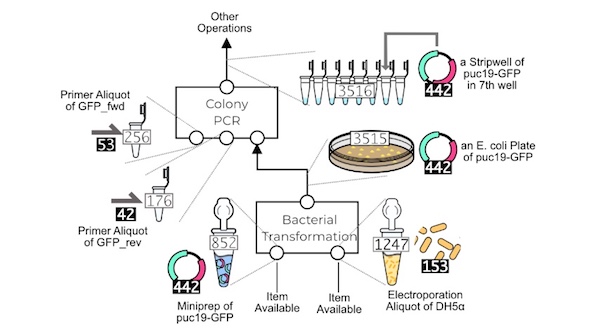 Other
Operations
Primer Aliquot
of GFP_fwd
53
256
Colony
PCR
3516
442
a Stripwell of
puc19-GFP
in 7th well
3515
442
an E. coli Plate
of puc19-GFP
42
176
Primer Aliquot
of GFP_rev
Bacterial
Transformation
852
442
Miniprep of
puc19-GFP
Item
Available
Item
Available
1247
153
Electroporation
Aliquot of DH5α